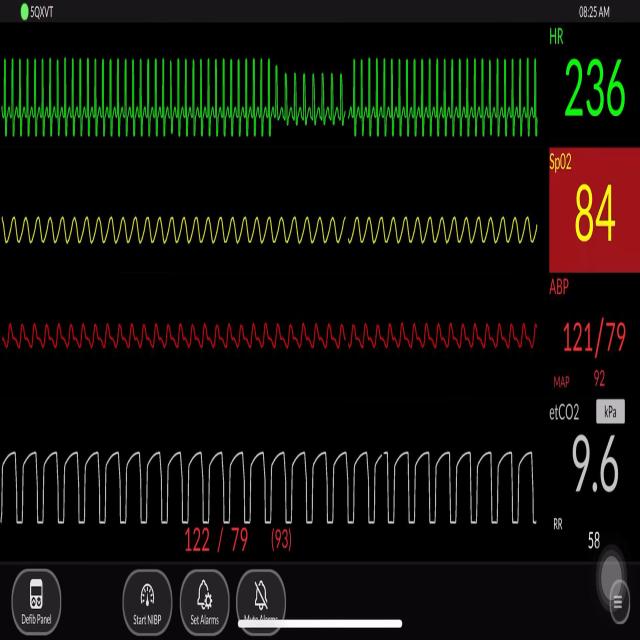 5QXVT
08:25 AM
HR
236
SpO2
84
ABP
121/79
MAP 92
etCO2 kPa
9.6
RR
58
122 / 79 (93)
Defib Panel
Start NIBP
Set Alarms
Mute Alarms